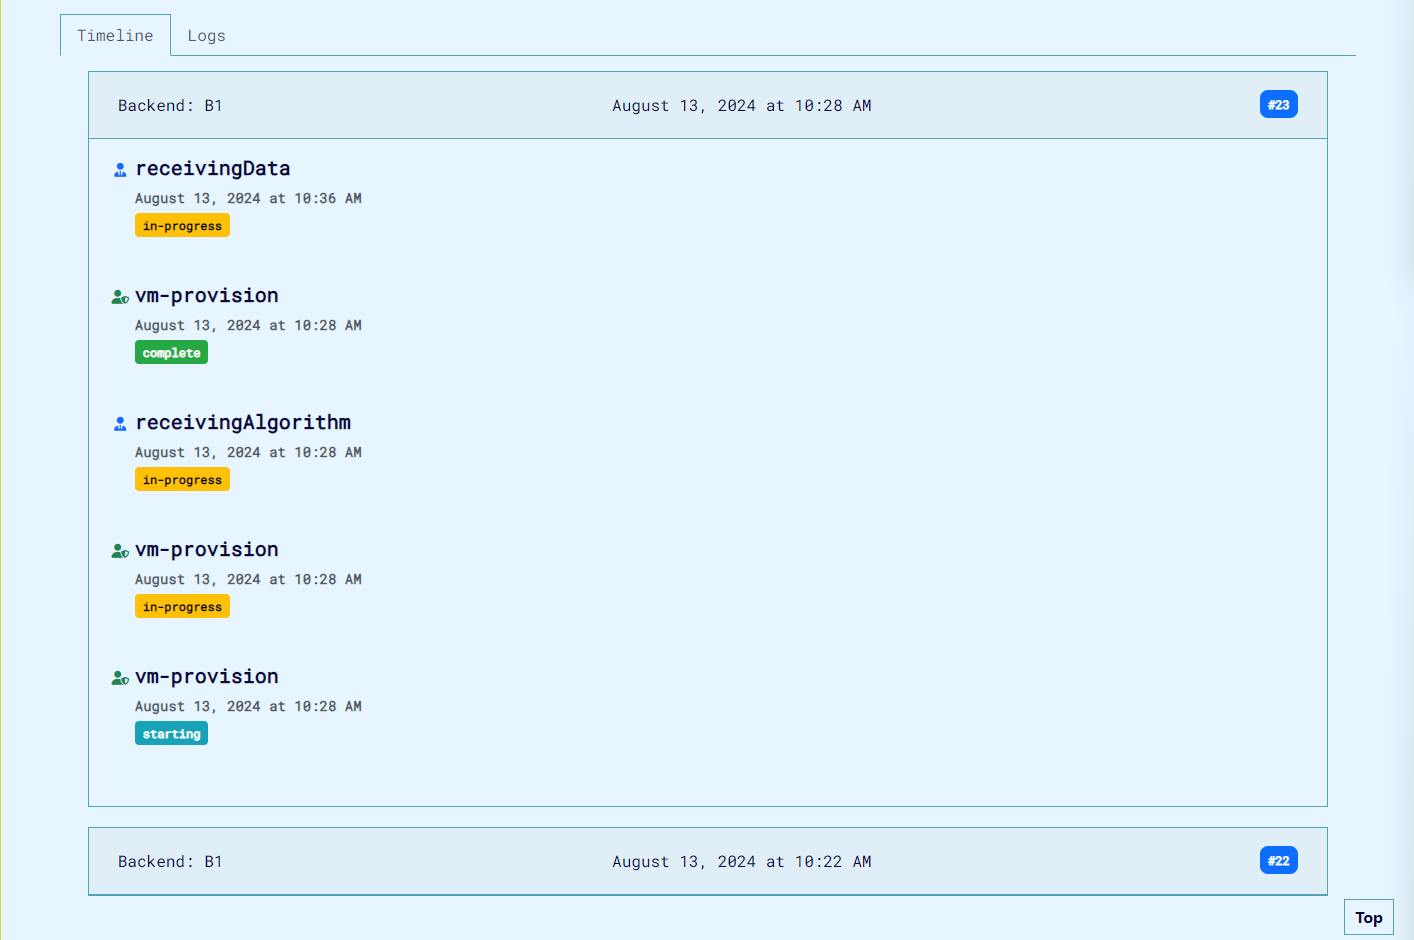 Timeline Logs
Backend: B1 August 13, 2024 at 10:28 AM #23
receivingData
August 13, 2024 at 10:36 AM
in-progress
vm-provision
August 13, 2024 at 10:28 AM
complete
receivingAlgorithm
August 13, 2024 at 10:28 AM
in-progress
vm-provision
August 13, 2024 at 10:28 AM
in-progress
vm-provision
August 13, 2024 at 10:28 AM
starting
Backend: B1 August 13, 2024 at 10:22 AM #22
Top